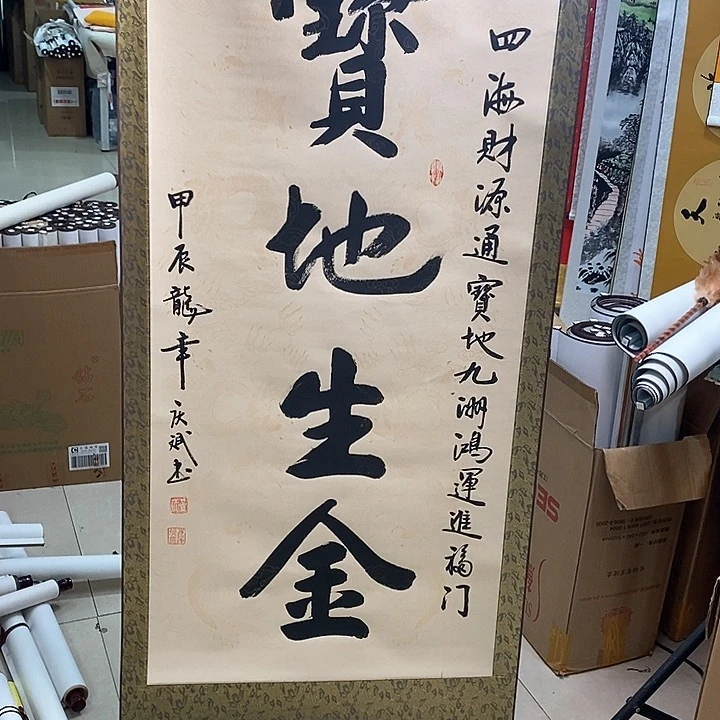 四海財源通寶地九洲鴻運進福门
寶地生金
甲辰龍年庆斌书